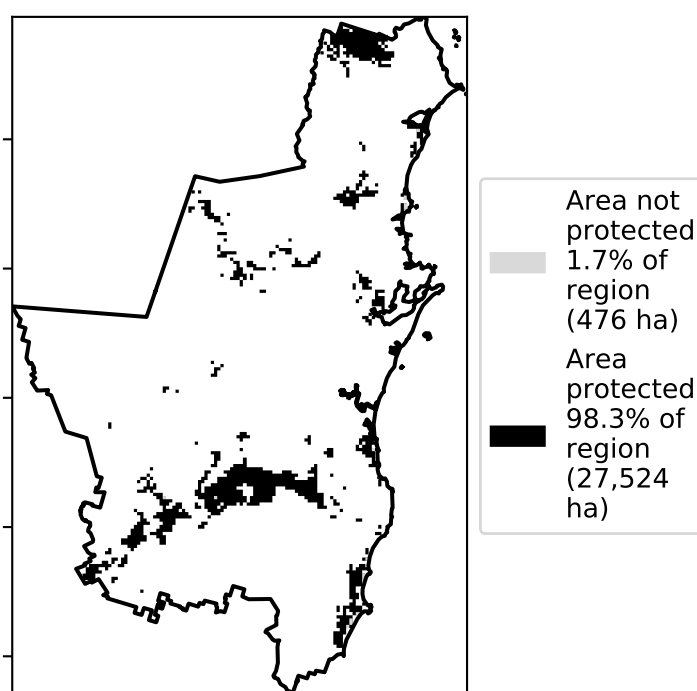 Area not
protected
1.7% of
region
(476 ha)
Area
protected
98.3% of
region
(27,524
ha)